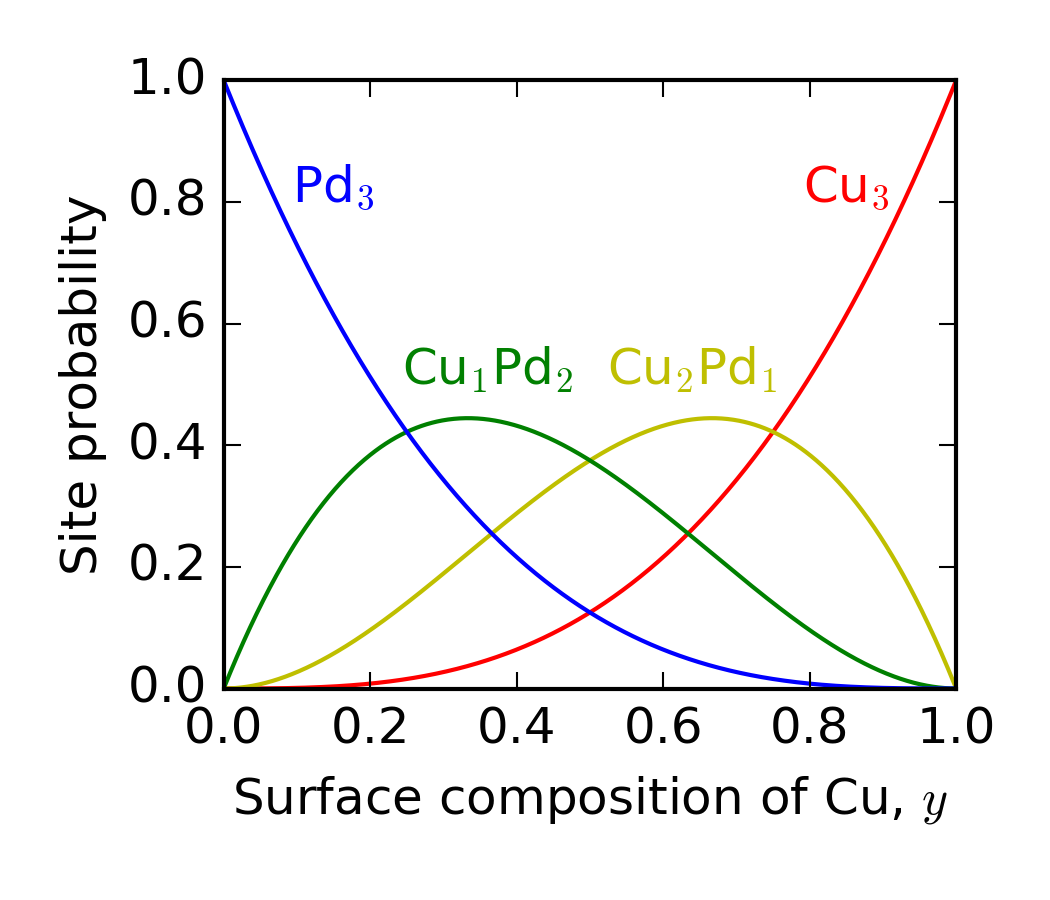 1.0
0.8
0.6
0.4
0.2
0.0
Site probability
Pd₃
Cu₃
Cu₁Pd₂
Cu₂Pd₁
0.0 0.2 0.4 0.6 0.8 1.0
Surface composition of Cu, y